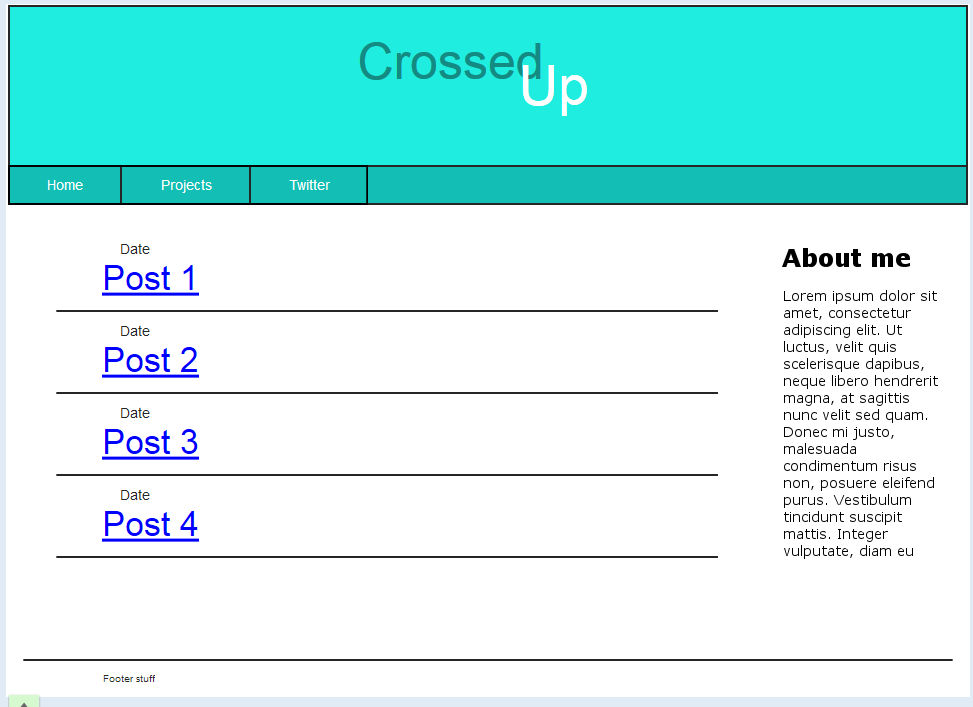 Crossed
Up
Home Projects Twitter
Date
Post 1
Date
Post 2
Date
Post 3
Date
Post 4
About me
Lorem ipsum dolor sit
amet, consectetur
adipiscing elit. Ut
luctus, velit quis
scelerisque dapibus,
neque libero hendrerit
magna, at sagittis
nunc velit sed quam.
Donec mi justo,
malesuada
condimentum risus
non, posuere eleifend
purus. Vestibulum
tincidunt suscipit
mattis. Integer
vulputate, diam eu
Footer stuff